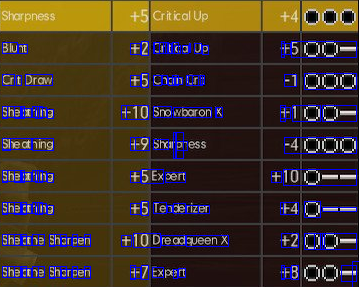 Sharpness +5 Critical Up +4
Blunt +2 Critical Up +5
Crit Draw +5 Chain Crit -1
Sheathing +10 Snowbaron X +1
Sheathing +9 Sharpness -4
Sheathing +5 Expert +10
Sheathing +5 Tenderizer +4
Sheathe Sharpen +10 Dreadqueen X +2
Sheathe Sharpen +7 Expert +8